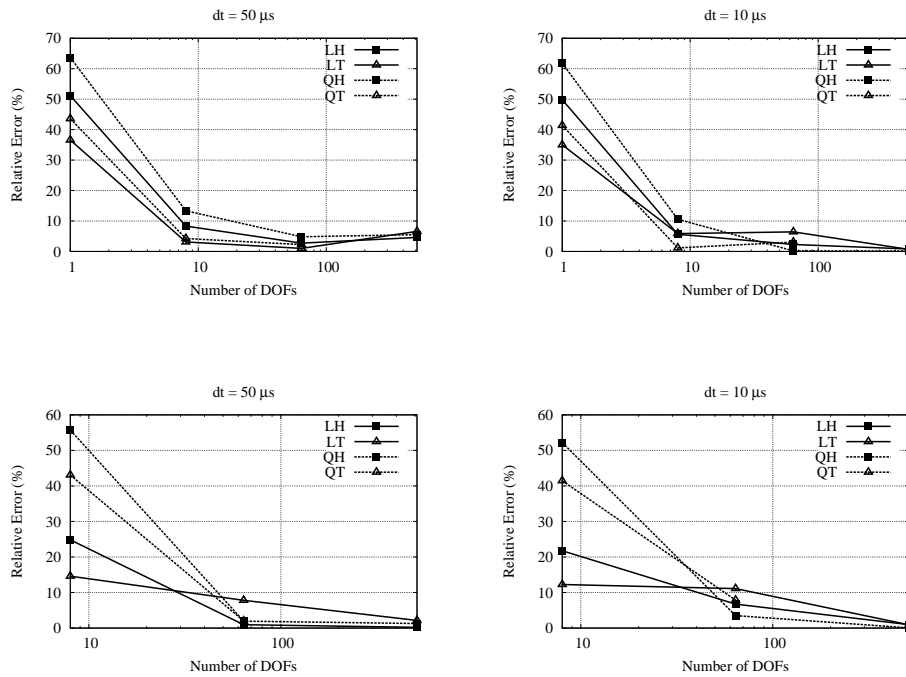 dt = 50 μs
70
60
50
40
30
20
10
0
1
10
100
Relative Error (%)
Number of DOFs
LH
LT
QH
QT
dt = 10 μs
70
60
50
40
30
20
10
0
1
10
100
Relative Error (%)
Number of DOFs
LH
LT
QH
QT
dt = 50 μs
60
50
40
30
20
10
0
10
100
Relative Error (%)
Number of DOFs
LH
LT
QH
QT
dt = 10 μs
60
50
40
30
20
10
0
10
100
Relative Error (%)
Number of DOFs
LH
LT
QH
QT